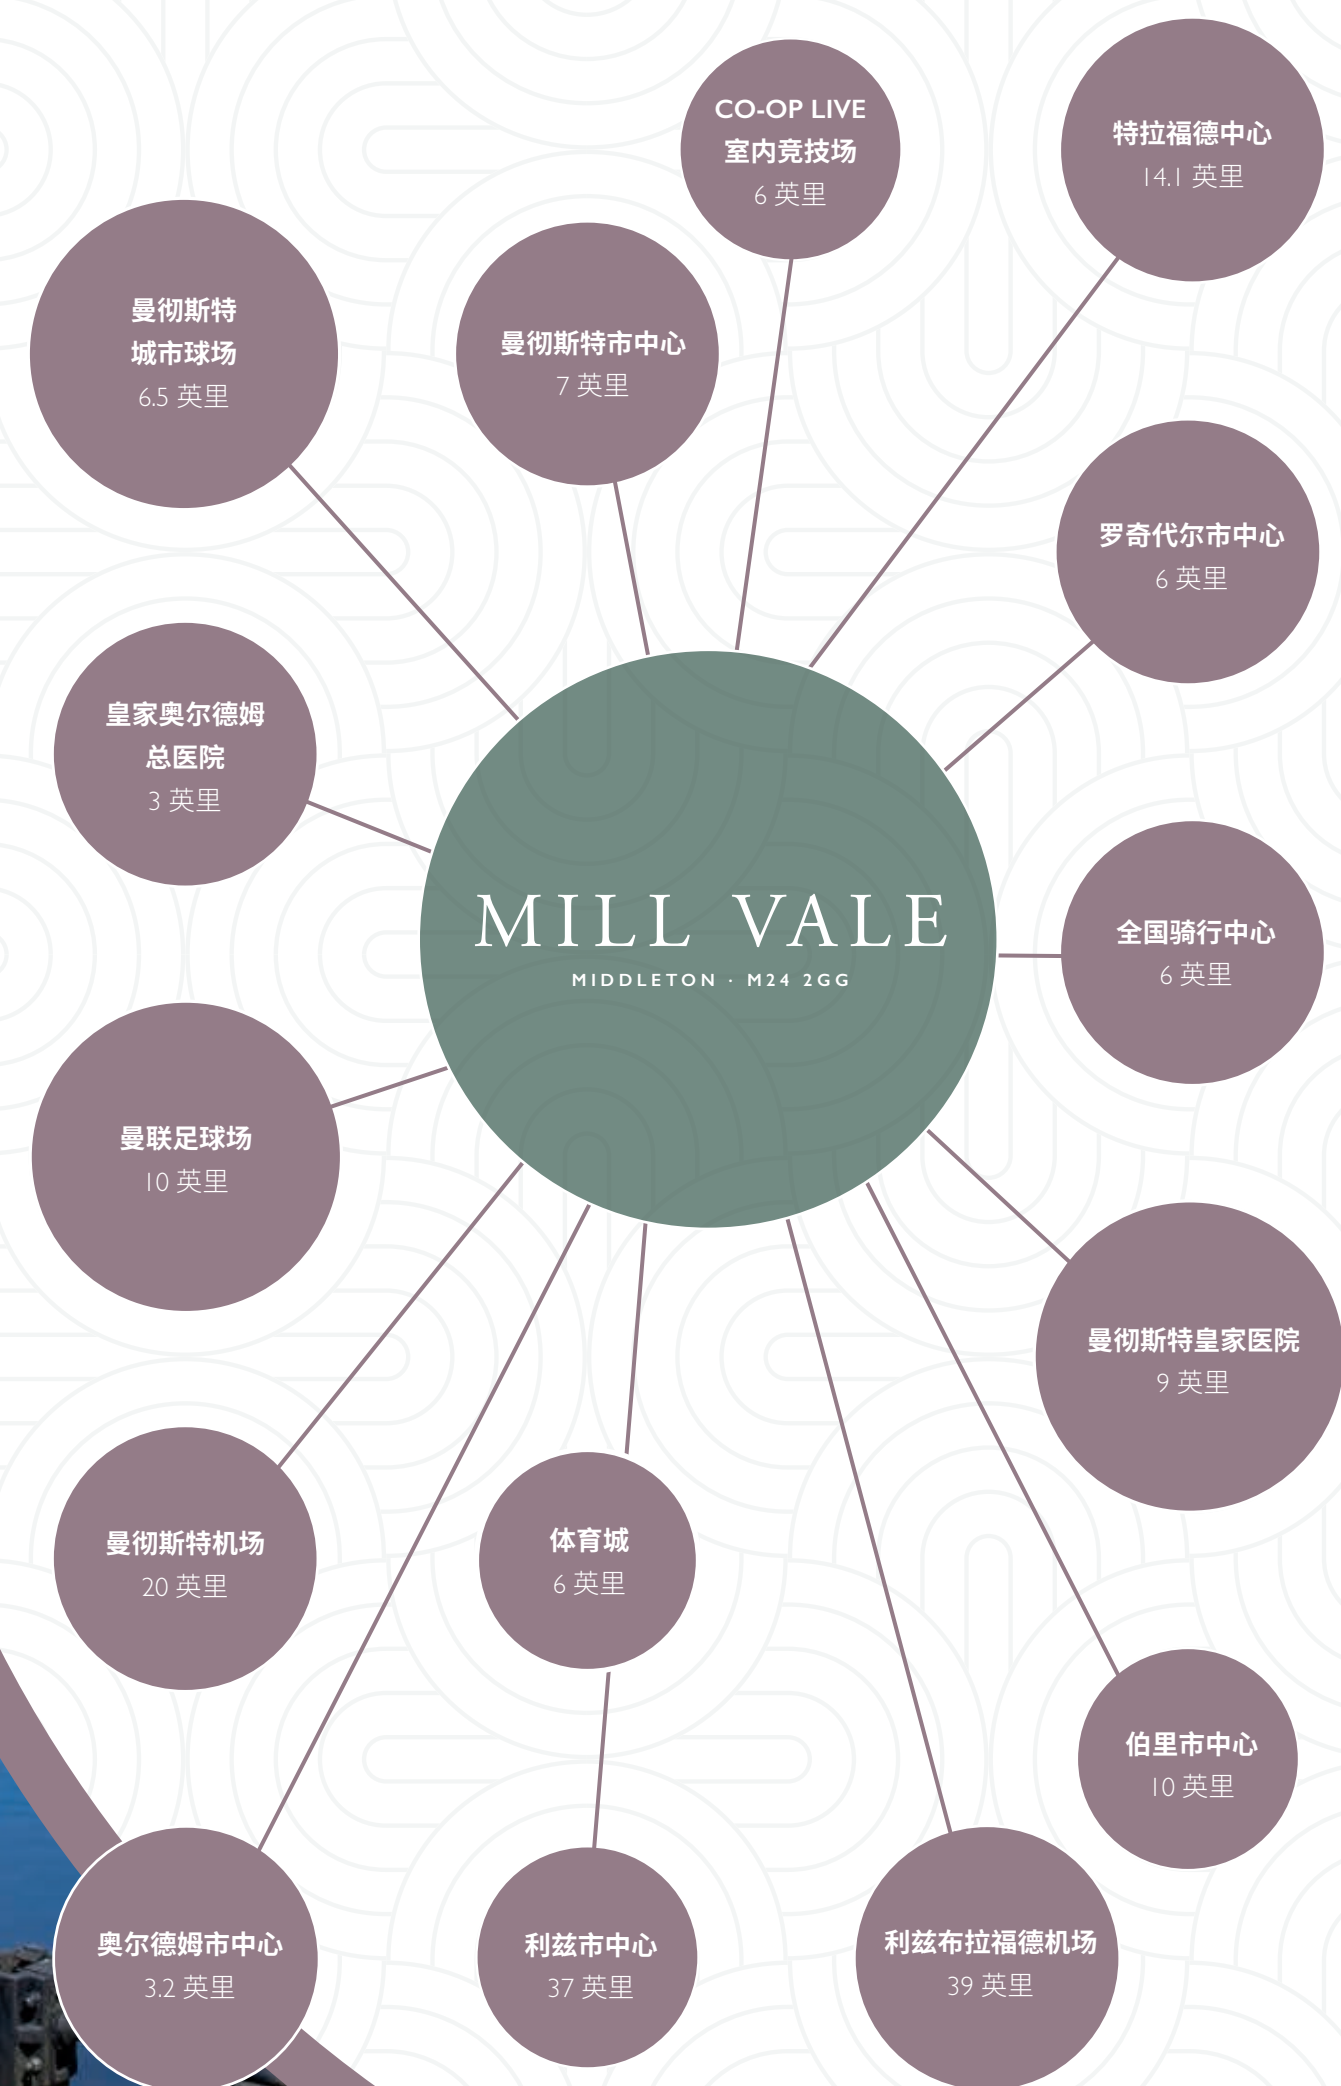 CO-OP LIVE
室内竞技场
6 英里
特拉福德中心
14.1 英里
曼彻斯特
城市球场
6.5 英里
曼彻斯特市中心
7 英里
罗奇代尔市中心
6 英里
皇家奥尔德姆
总医院
3 英里
MILL VALE
MIDDLETON · M24 2GG
全国骑行中心
6 英里
曼联足球场
10 英里
曼彻斯特皇家医院
9 英里
曼彻斯特机场
20 英里
体育城
6 英里
伯里市中心
10 英里
奥尔德姆市中心
3.2 英里
利兹市中心
37 英里
利兹布拉福德机场
39 英里